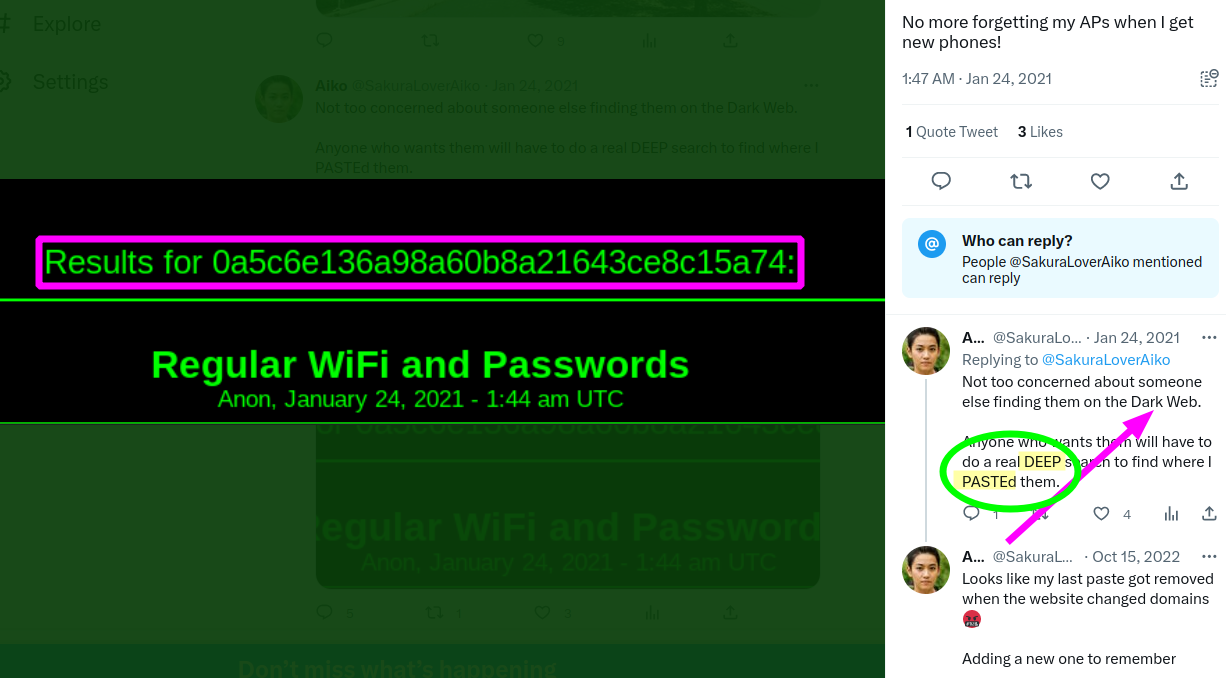 Explore
5
Settings
Aiko @SakuraLoverAiko · Jan 24, 2021
Not too concerned about someone else finding them on the Dark Web.
Anyone who wants them will have to do a real DEEP search to find where I
PASTEd them.
Results for 0a5c6e136a98a60b8a21643ce8c15a74:
Regular WiFi and Passwords
Anon, January 24, 2021 - 1:44 am UTC
or 0a5c6e136a98a60b8a21643ce8
egular WiFi and Password
Anon, January 24, 2021 - 1:44 am UTC
5
1
3
Don't miss what's happening
No more forgetting my APs when I get
new phones!
1:47 AM · Jan 24, 2021
1 Quote Tweet 3 Likes
@
Who can reply?
People @SakuraLoverAiko mentioned
can reply
A... @SakuraLo... · Jan 24, 2021 ···
Replying to @SakuraLoverAiko
Not too concerned about someone
else finding them on the Dark Web.
Anyone who wants them will have to
do a real DEEP search to find where I
PASTEd them.
1
4
A... @SakuraL... · Oct 15, 2022 ···
Looks like my last paste got removed
when the website changed domains
Adding a new one to remember